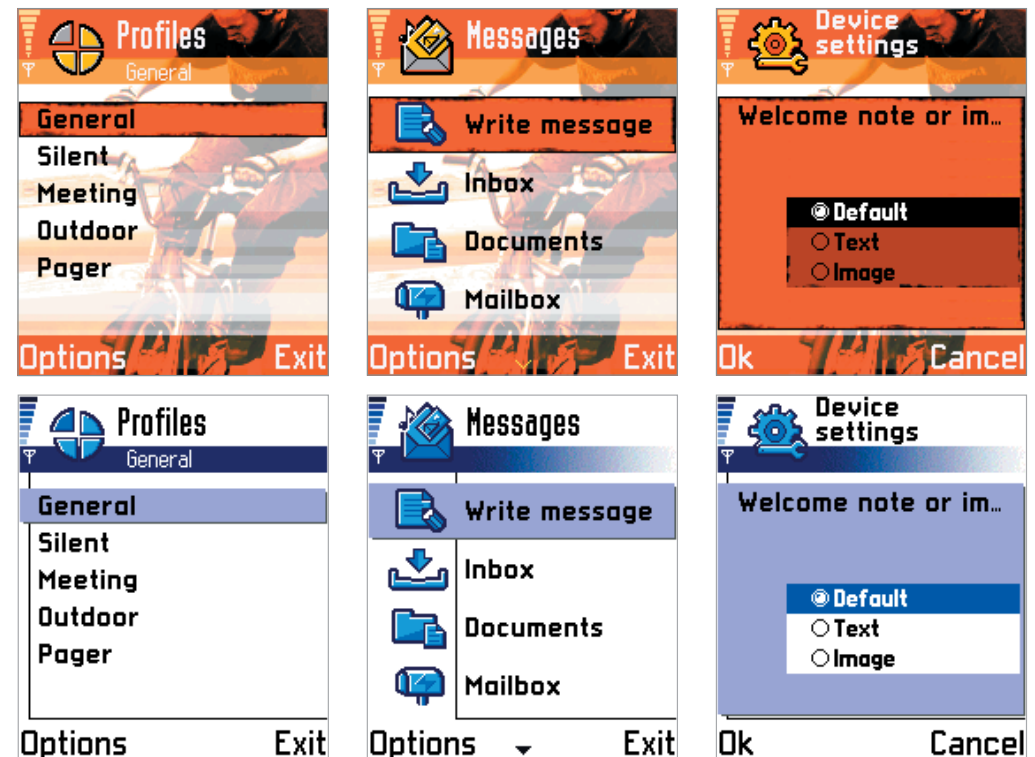 Profiles
General
General
Silent
Meeting
Outdoor
Pager
Options Exit
Messages
Write message
Inbox
Documents
Mailbox
Options Exit
Device
settings
Welcome note or im…
Default
Text
Image
Ok Cancel
Profiles
General
General
Silent
Meeting
Outdoor
Pager
Options Exit
Messages
Write message
Inbox
Documents
Mailbox
Options Exit
Device
settings
Welcome note or im…
Default
Text
Image
Ok Cancel